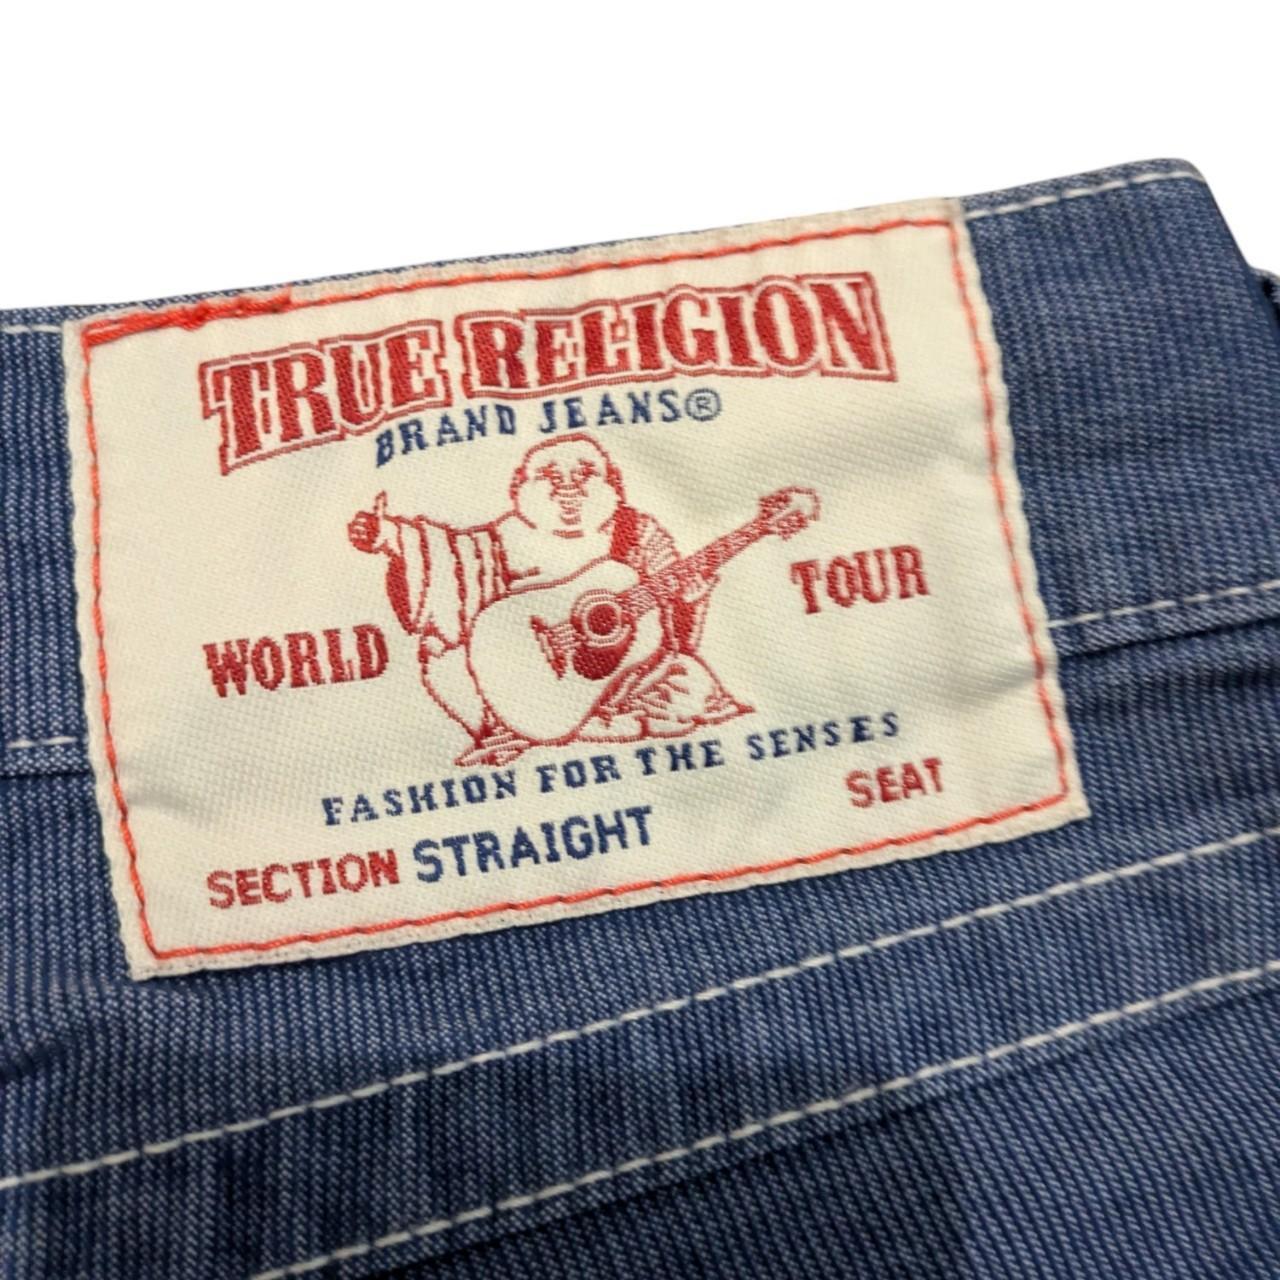 TRUE RELIGION
BRAND JEANS®
WORLD TOUR
FASHION FOR THE SENSES
SECTION STRAIGHT SEAT